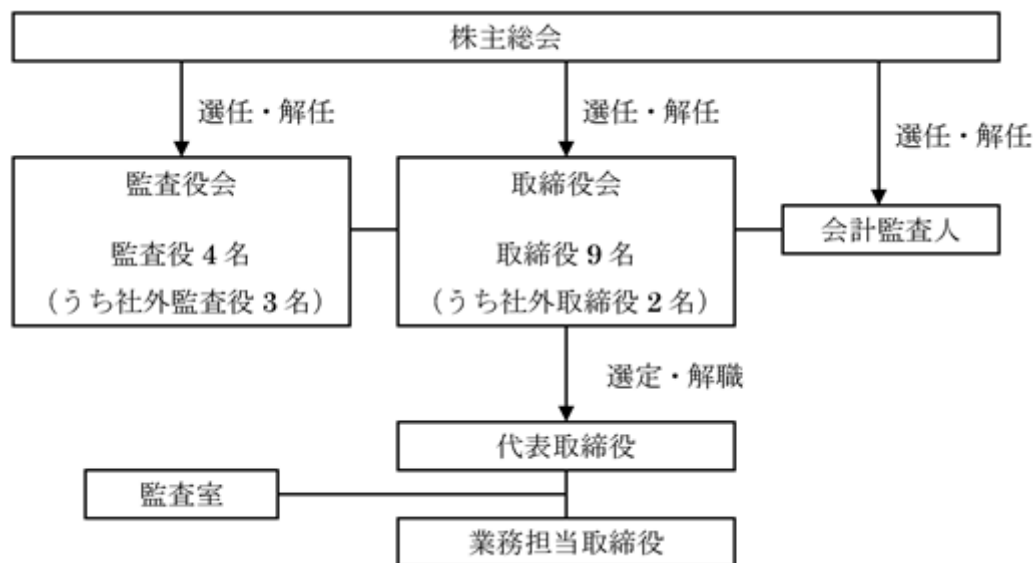 株主総会
選任・解任
選任・解任
選任・解任
監査役会
監査役 4 名
（うち社外監査役 3 名）
取締役会
取締役 9 名
（うち社外取締役 2 名）
会計監査人
選定・解職
代表取締役
監査室
業務担当取締役